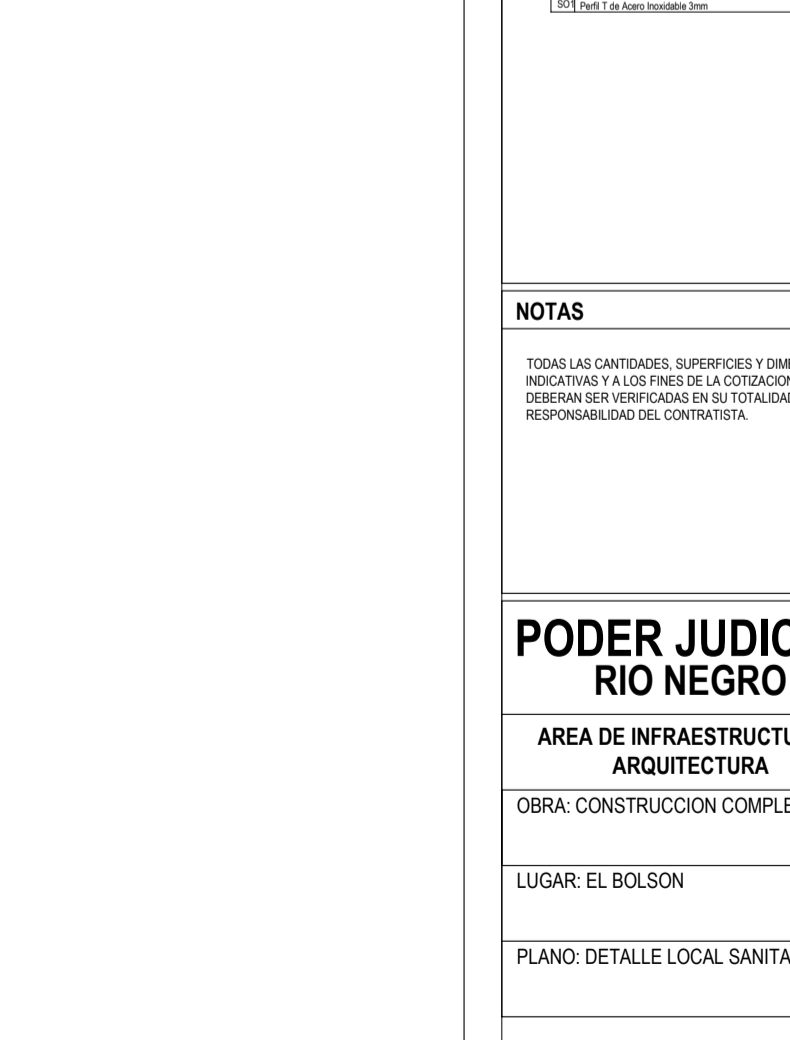 SO1 Perfil T de Acero Inoxidable 3mm
NOTAS
TODAS LAS CANTIDADES, SUPERFICIES Y DIM
INDICATIVAS Y A LOS FINES DE LA COTIZACION
DEBERAN SER VERIFICADAS EN SU TOTALIDAD
RESPONSABILIDAD DEL CONTRATISTA.
PODER JUDIC
RIO NEGRO
AREA DE INFRAESTRUCTU
ARQUITECTURA
OBRA: CONSTRUCCION COMPLE
LUGAR: EL BOLSON
PLANO: DETALLE LOCAL SANITA